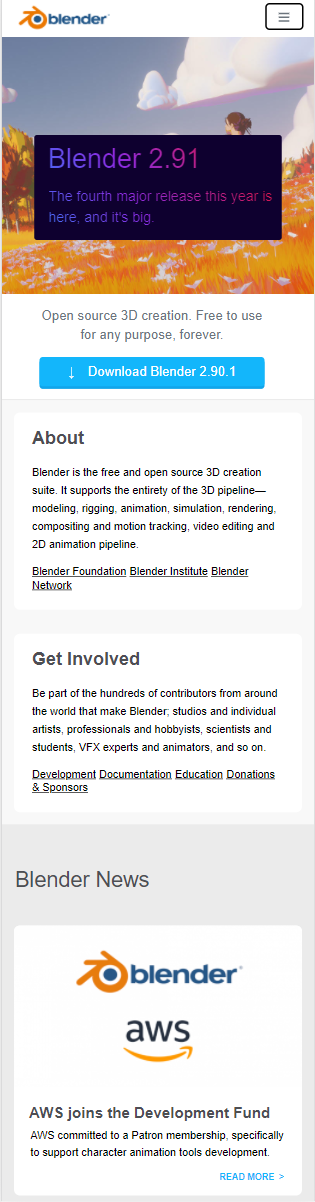 blender
Blender 2.91
The fourth major release this year is
here, and it's big.
Open source 3D creation. Free to use
for any purpose, forever.
↓ Download Blender 2.90.1
About
Blender is the free and open source 3D creation
suite. It supports the entirety of the 3D pipeline—
modeling, rigging, animation, simulation, rendering,
compositing and motion tracking, video editing and
2D animation pipeline.
Blender Foundation Blender Institute Blender
Network
Get Involved
Be part of the hundreds of contributors from around
the world that make Blender; studios and individual
artists, professionals and hobbyists, scientists and
students, VFX experts and animators, and so on.
Development Documentation Education Donations
& Sponsors
Blender News
blender
aws
AWS joins the Development Fund
AWS committed to a Patron membership, specifically
to support character animation tools development.
READ MORE >